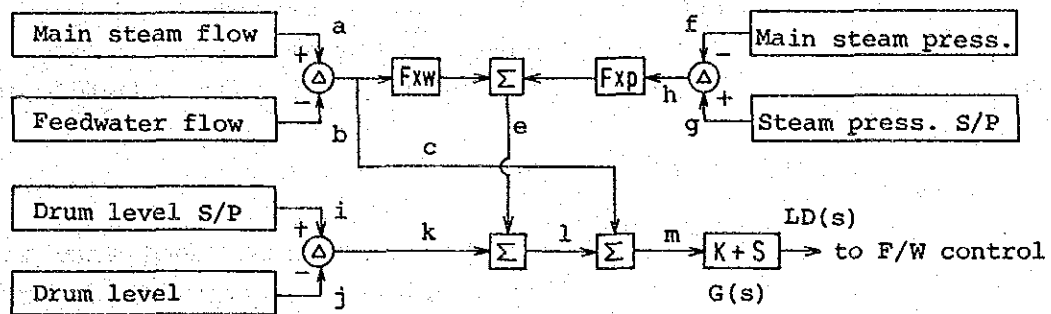 Main steam flow
a
+
Δ
−
Feedwater flow
b
Fxw
Σ
Fxp
h
f
−
Δ
+
g
Main steam press.
Steam press. S/P
e
c
Drum level S/P
i
+
Δ
−
Drum level
j
k
Σ
l
Σ
m
K + S
G(s)
LD(s)
to F/W control